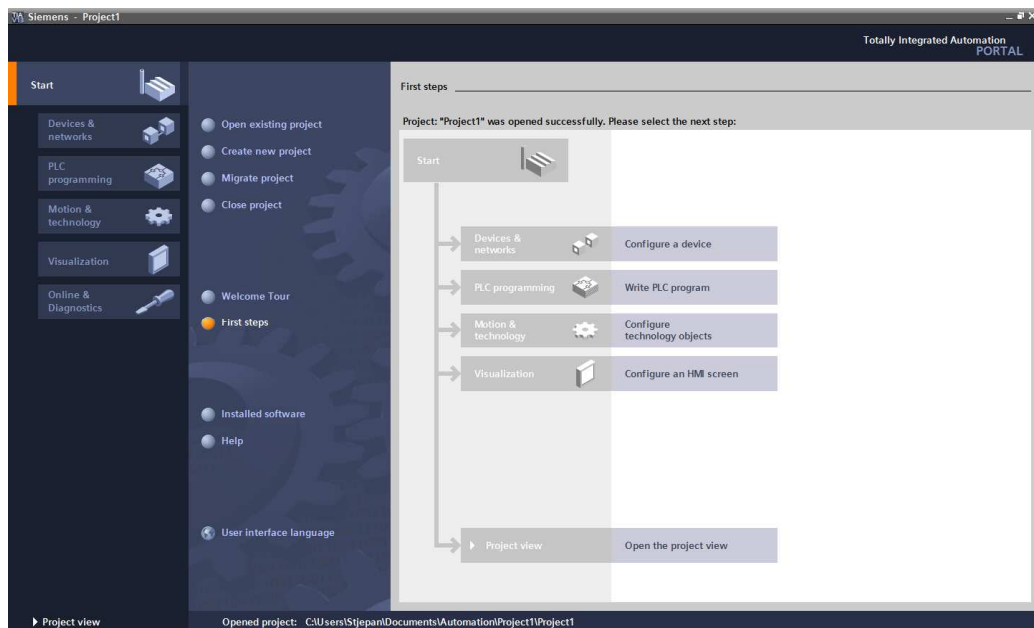 Siemens - Project1
Totally Integrated Automation
PORTAL
Start
Devices &
networks
PLC
programming
Motion &
technology
Visualization
Online &
Diagnostics
Open existing project
Create new project
Migrate project
Close project
Welcome Tour
First steps
Installed software
Help
User interface language
First steps
Project: "Project1" was opened successfully. Please select the next step:
Start
Devices &
networks
Configure a device
PLC programming
Write PLC program
Motion &
technology
Configure
technology objects
Visualization
Configure an HMI screen
Project view
Open the project view
Project view
Opened project: C:\Users\Stjepan\Documents\Automation\Project1\Project1